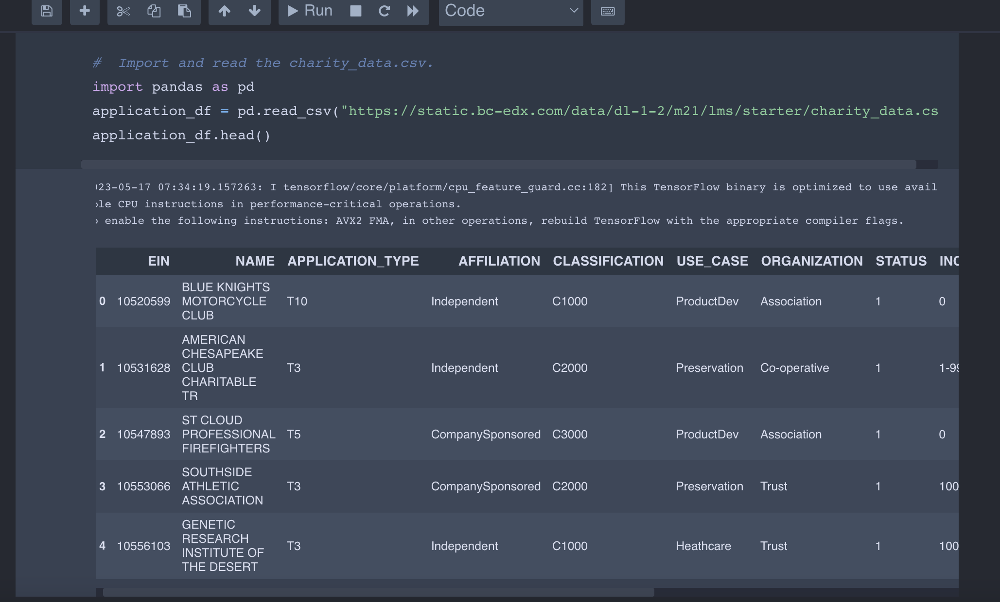 Run Code
# Import and read the charity_data.csv.
import pandas as pd
application_df = pd.read_csv("https://static.bc-edx.com/data/dl-1-2/m21/lms/starter/charity_data.cs
application_df.head()
23-05-17 07:34:19.157263: I tensorflow/core/platform/cpu_feature_guard.cc:182] This TensorFlow binary is optimized to use avail
le CPU instructions in performance-critical operations.
enable the following instructions: AVX2 FMA, in other operations, rebuild TensorFlow with the appropriate compiler flags.
EIN NAME APPLICATION_TYPE AFFILIATION CLASSIFICATION USE_CASE ORGANIZATION STATUS INC
BLUE KNIGHTS
0 10520599 MOTORCYCLE T10 Independent C1000 ProductDev Association 1 0
CLUB
AMERICAN
CHESAPEAKE
1 10531628 CLUB T3 Independent C2000 Preservation Co-operative 1 1-99
CHARITABLE
TR
ST CLOUD
2 10547893 PROFESSIONAL T5 CompanySponsored C3000 ProductDev Association 1 0
FIREFIGHTERS
SOUTHSIDE
3 10553066 ATHLETIC T3 CompanySponsored C2000 Preservation Trust 1 100
ASSOCIATION
GENETIC
RESEARCH
4 10556103 INSTITUTE OF T3 Independent C1000 Heathcare Trust 1 100
THE DESERT